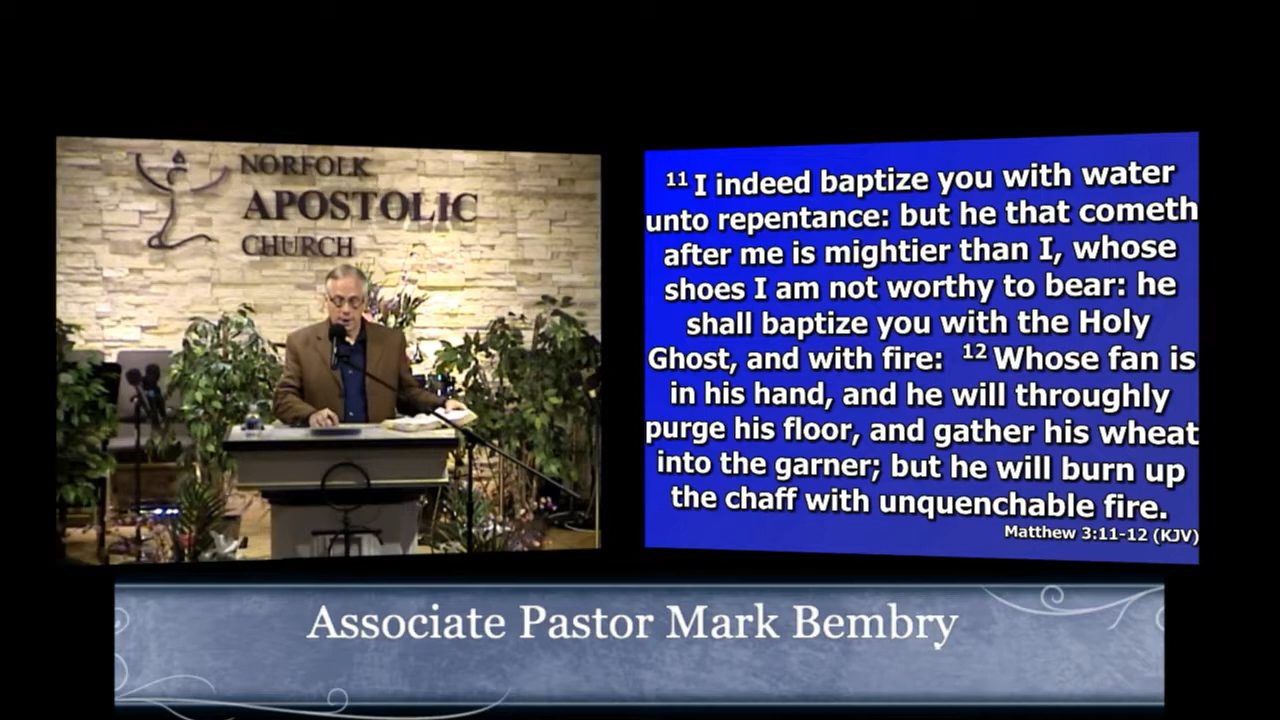 NORFOLK
APOSTOLIC
CHURCH
11 I indeed baptize you with water
unto repentance: but he that cometh
after me is mightier than I, whose
shoes I am not worthy to bear: he
shall baptize you with the Holy
Ghost, and with fire: 12 Whose fan is
in his hand, and he will throughly
purge his floor, and gather his wheat
into the garner; but he will burn up
the chaff with unquenchable fire.
Matthew 3:11-12 (KJV)
Associate Pastor Mark Bembry